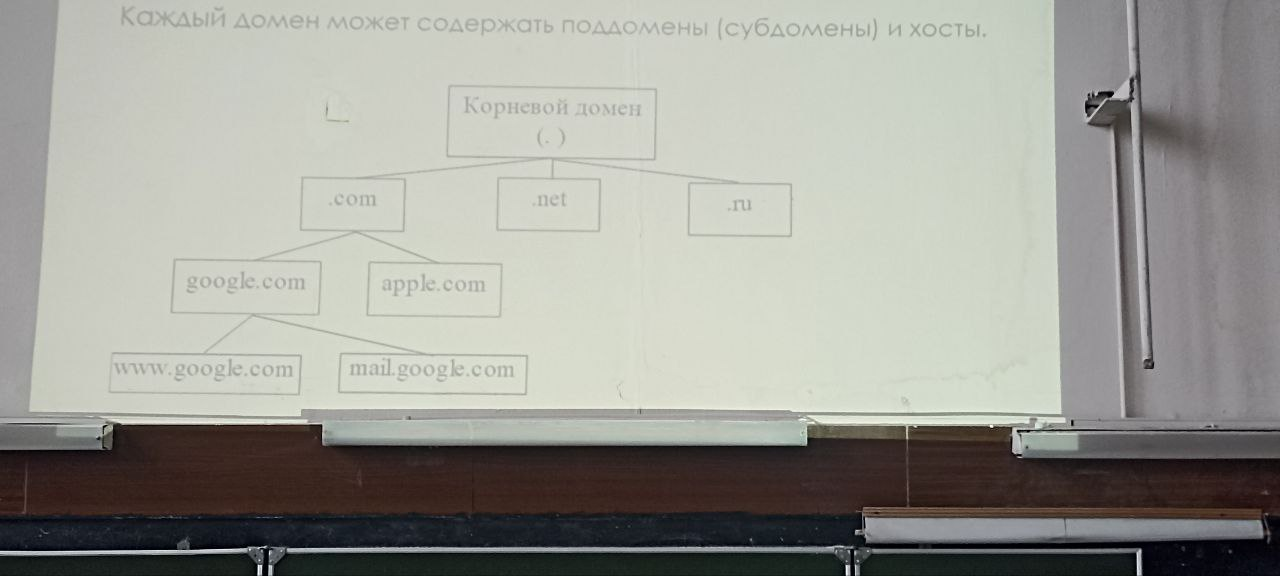 Каждый домен может содержать поддомены (субдомены) и хосты.
Корневой домен
(. )
.com
.net
.ru
google.com
apple.com
www.google.com
mail.google.com